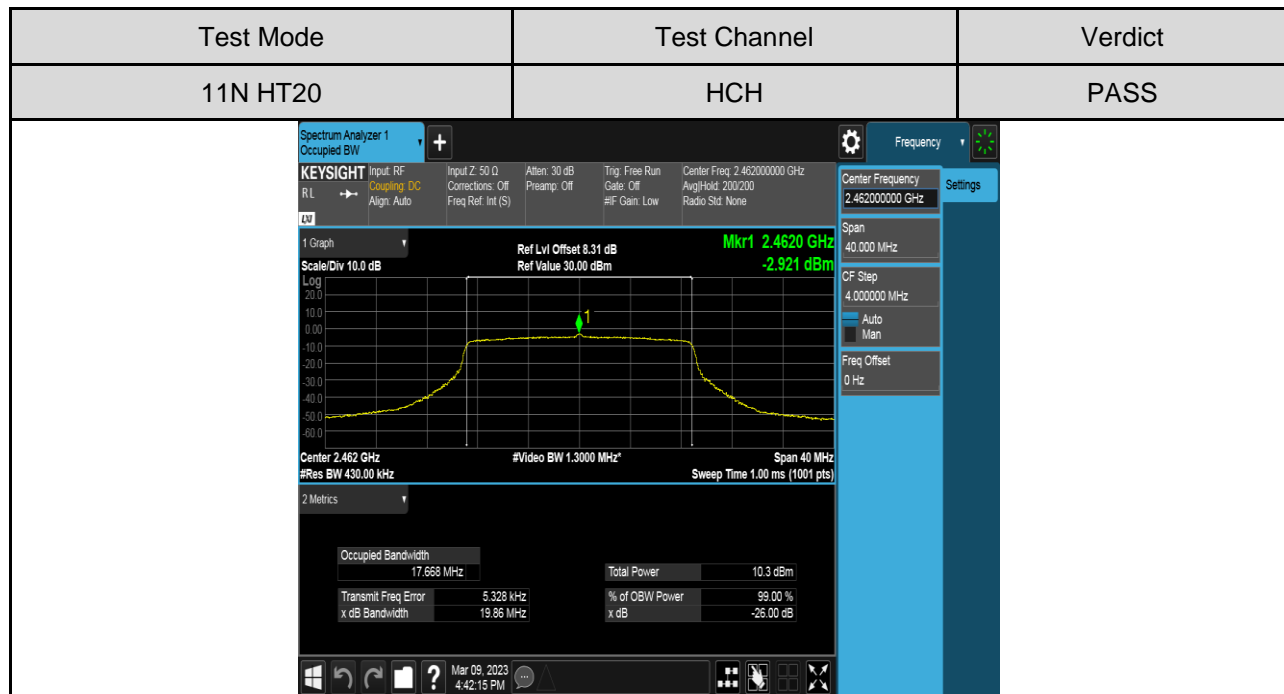 Test Mode Test Channel Verdict
11N HT20 HCH PASS
Spectrum Analyzer 1
Occupied BW
+
Frequency
KEYSIGHT Input: RF Input Z: 50 Ω Atten: 30 dB Trig: Free Run Center Freq: 2.462000000 GHz
RL Coupling: DC Corrections: Off Preamp: Off Gate: Off Avg|Hold: 200/200
Align: Auto Freq Ref: Int (S) #IF Gain: Low Radio Std: None
LXI
Center Frequency
2.462000000 GHz
Settings
Span
40.000 MHz
CF Step
4.000000 MHz
Auto
Man
Freq Offset
0 Hz
1 Graph Ref Lvl Offset 8.31 dB Mkr1 2.4620 GHz
Scale/Div 10.0 dB Ref Value 30.00 dBm -2.921 dBm
Log
20.0
10.0
1
0.00
-10.0
-20.0
-30.0
-40.0
-50.0
-60.0
Center 2.462 GHz #Video BW 1.3000 MHz* Span 40 MHz
#Res BW 430.00 kHz Sweep Time 1.00 ms (1001 pts)
2 Metrics
Occupied Bandwidth
17.668 MHz Total Power 10.3 dBm
Transmit Freq Error 5.328 kHz % of OBW Power 99.00 %
x dB Bandwidth 19.86 MHz x dB -26.00 dB
? Mar 09, 2023
4:42:15 PM